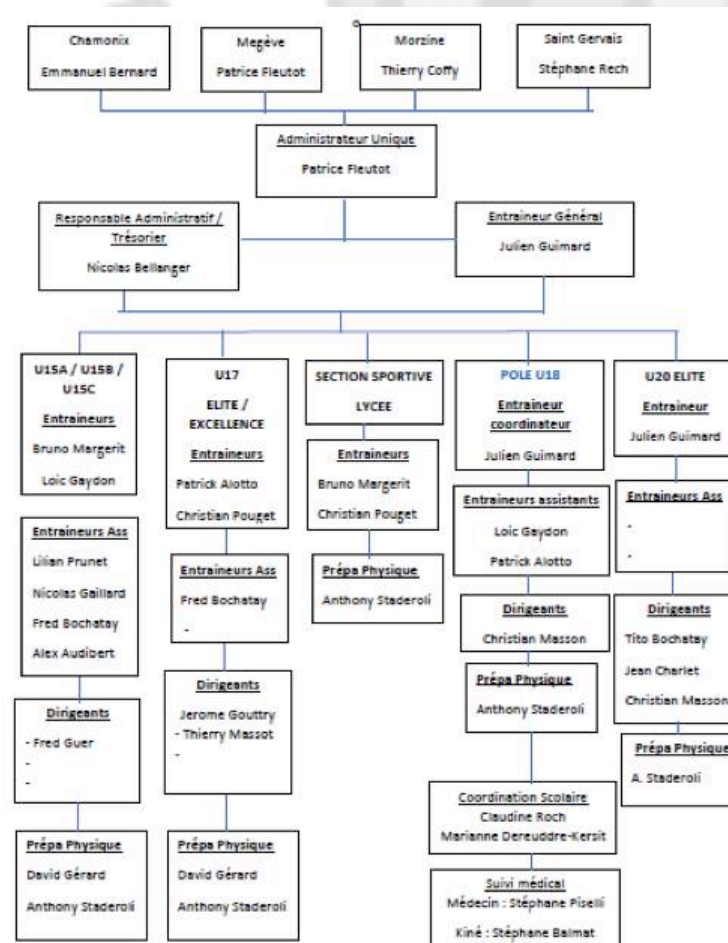 Chamonix
Emmanuel Bernard
Megève
Patrice Fleutot
Morzine
Thierry Coffy
Saint Gervais
Stéphane Rech
Administrateur Unique
Patrice Fleutot
Responsable Administratif /
Trésorier
Nicolas Bellanger
Entraineur Général
Julien Guimard
U15A / U15B /
U15C
Entraineurs
Bruno Margerit
Loic Gaydon
Entraineurs Ass
Lilian Prunet
Nicolas Gaillard
Fred Bochatay
Alex Audibert
Dirigeants
- Fred Guer
-
-
Prépa Physique
David Gérard
Anthony Staderoli
U17
ELITE /
EXCELLENCE
Entraineurs
Patrick Alotto
Christian Pouget
Entraineurs Ass
Fred Bochatay
-
Dirigeants
Jerome Gouttry
- Thierry Massot
-
Prépa Physique
David Gérard
Anthony Staderoli
SECTION SPORTIVE
LYCEE
Entraineurs
Bruno Margerit
Christian Pouget
Prépa Physique
Anthony Staderoli
POLE U18
Entraineur
coordinateur
Julien Guimard
Entraineurs assistants
Loic Gaydon
Patrick Alotto
Dirigeants
Christian Masson
Prépa Physique
Anthony Staderoli
Coordination Scolaire
Claudine Roch
Marianne Dereuddre-Kersit
Suivi médical
Médecin : Stéphane Piselli
Kiné : Stéphane Balmat
U20 ELITE
Entraineur
Julien Guimard
Entraineurs Ass
-
-
Dirigeants
Tito Bochatay
Jean Charlet
Christian Masson
Prépa Physique
A. Staderoli